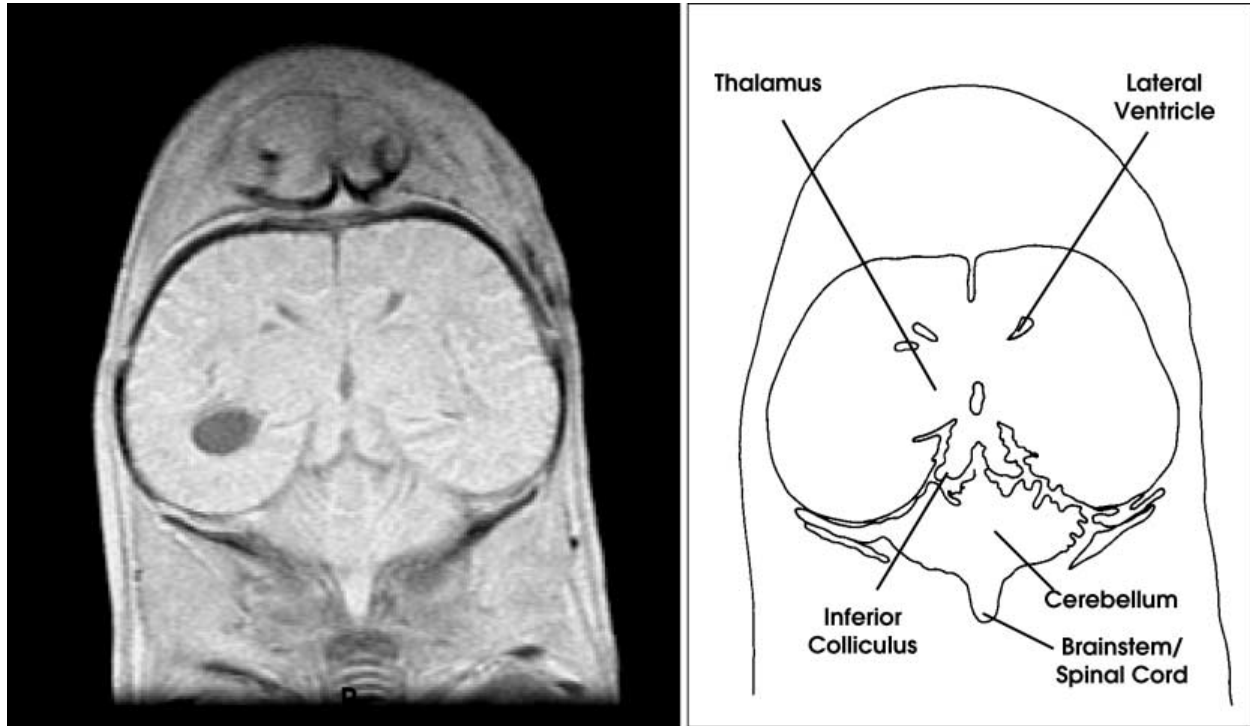 Thalamus
Lateral
Ventricle
Inferior
Colliculus
Cerebellum
Brainstem/
Spinal Cord